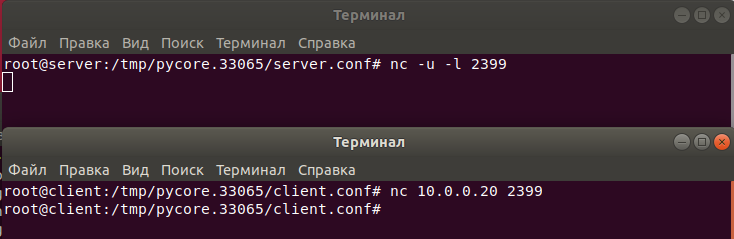 Терминал
Файл Правка Вид Поиск Терминал Справка
root@server:/tmp/pycore.33065/server.conf# nc -u -l 2399
Терминал
Файл Правка Вид Поиск Терминал Справка
root@client:/tmp/pycore.33065/client.conf# nc 10.0.0.20 2399
root@client:/tmp/pycore.33065/client.conf#